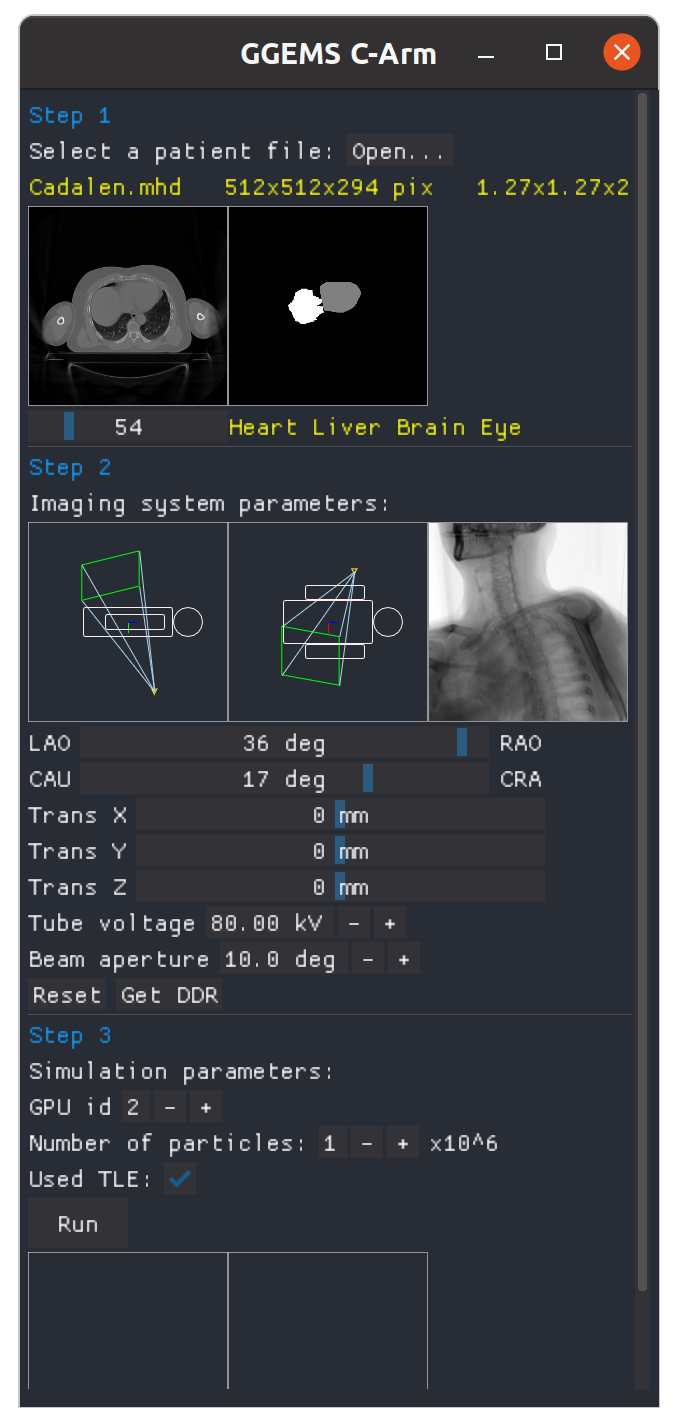 GGEMS C-Arm
Step 1
Select a patient file: Open...
Cadalen.mhd 512x512x294 pix 1.27x1.27x2
54 Heart Liver Brain Eye
Step 2
Imaging system parameters:
LAO 36 deg RAO
CAU 17 deg CRA
Trans X 0 mm
Trans Y 0 mm
Trans Z 0 mm
Tube voltage 80.00 kV - +
Beam aperture 10.0 deg - +
Reset Get DDR
Step 3
Simulation parameters:
GPU id 2 - +
Number of particles: 1 - + x10^6
Used TLE:
Run